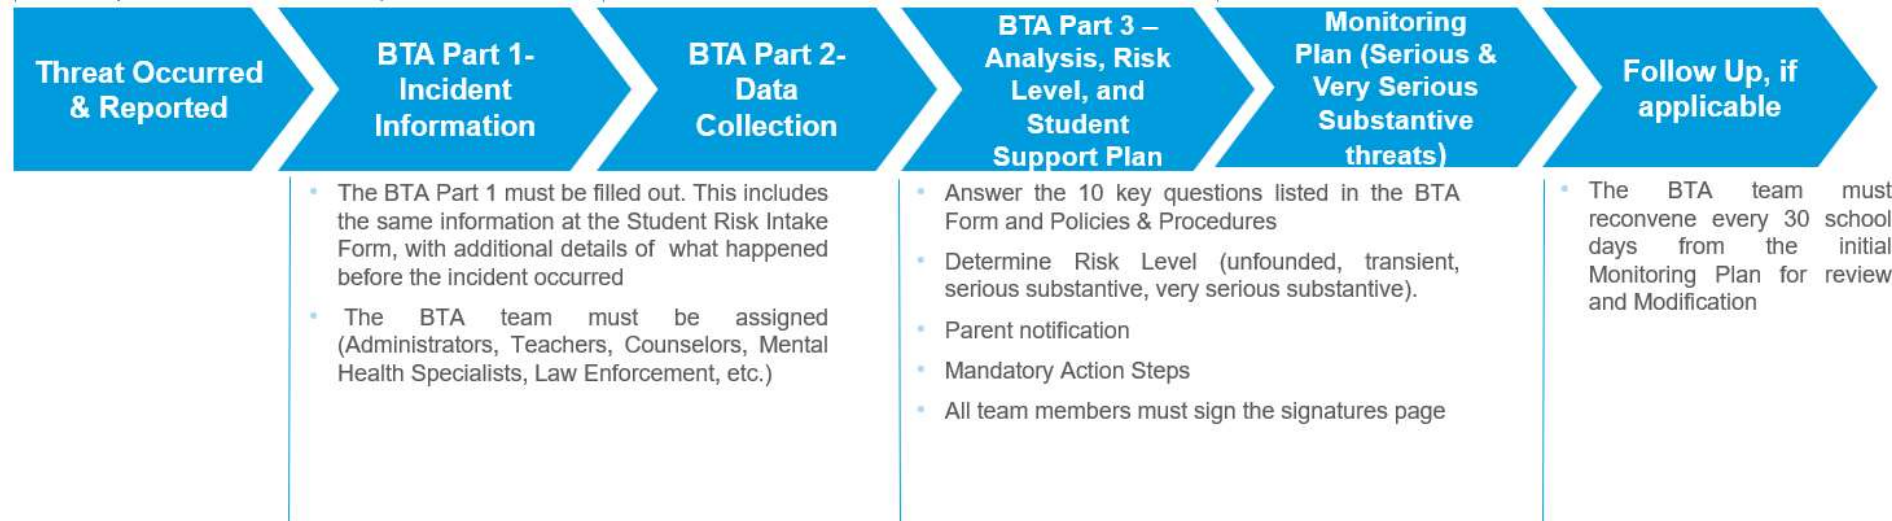 Threat Occurred
& Reported
BTA Part 1-
Incident
Information
BTA Part 2-
Data
Collection
BTA Part 3 –
Analysis, Risk
Level, and
Student
Support Plan
Monitoring
Plan (Serious &
Very Serious
Substantive
threats)
Follow Up, if
applicable
• The BTA Part 1 must be filled out. This includes
the same information at the Student Risk Intake
Form, with additional details of what happened
before the incident occurred
• The BTA team must be assigned
(Administrators, Teachers, Counselors, Mental
Health Specialists, Law Enforcement, etc.)
• Answer the 10 key questions listed in the BTA
Form and Policies & Procedures
• Determine Risk Level (unfounded, transient,
serious substantive, very serious substantive).
• Parent notification
• Mandatory Action Steps
• All team members must sign the signatures page
• The BTA team must
reconvene every 30 school
days from the initial
Monitoring Plan for review
and Modification